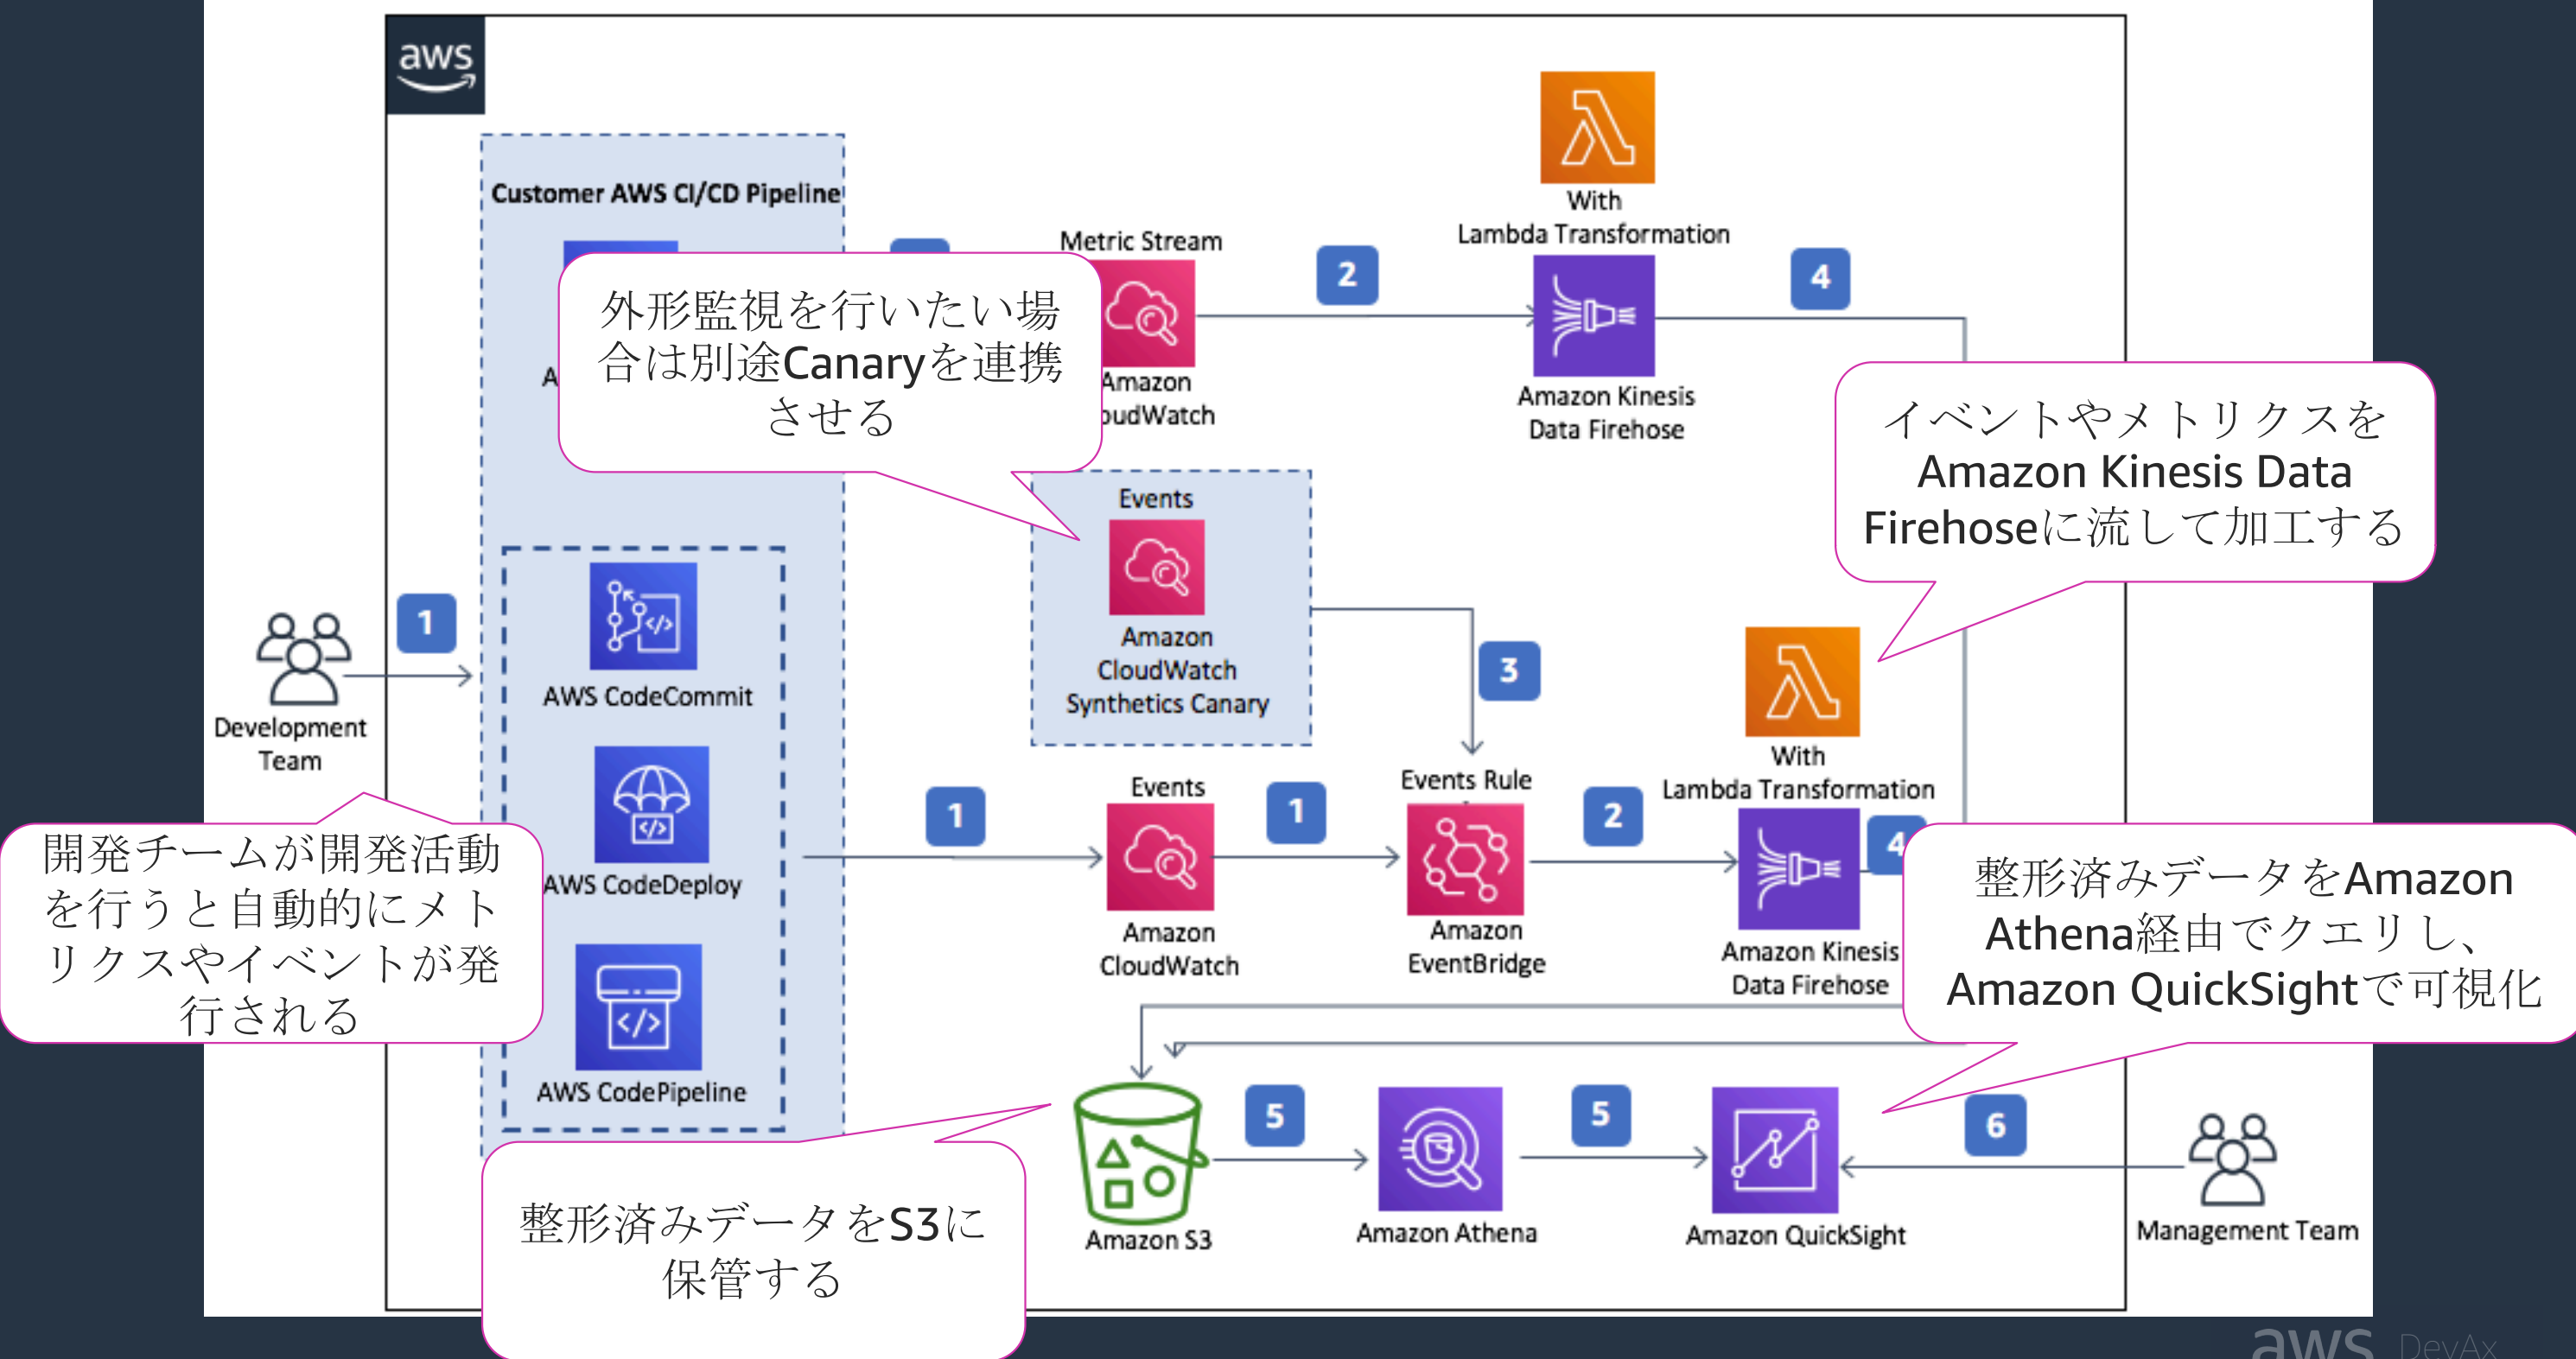 aws
Customer AWS CI/CD Pipeline
With
Lambda Transformation
Metric Stream
2
4
外形監視を行いたい場
合は別途Canaryを連携
させる
Amazon
Amazon Kinesis
Data Firehose
イベントやメトリクスを
Amazon Kinesis Data
Firehoseに流して加工する
Events
Amazon
CloudWatch
Synthetics Canary
3
1
Development
Team
AWS CodeCommit
AWS CodeDeploy
AWS CodePipeline
開発チームが開発活動
を行うと自動的にメト
リクスやイベントが発
行される
1
Events
Amazon
CloudWatch
1
Events Rule
Amazon
EventBridge
2
With
Lambda Transformation
Amazon Kinesis
Data Firehose
4
整形済みデータをAmazon
Athena経由でクエリし、
Amazon QuickSightで可視化
整形済みデータをS3に
保管する
Amazon S3
5
Amazon Athena
5
Amazon QuickSight
6
Management Team
aws DevAx